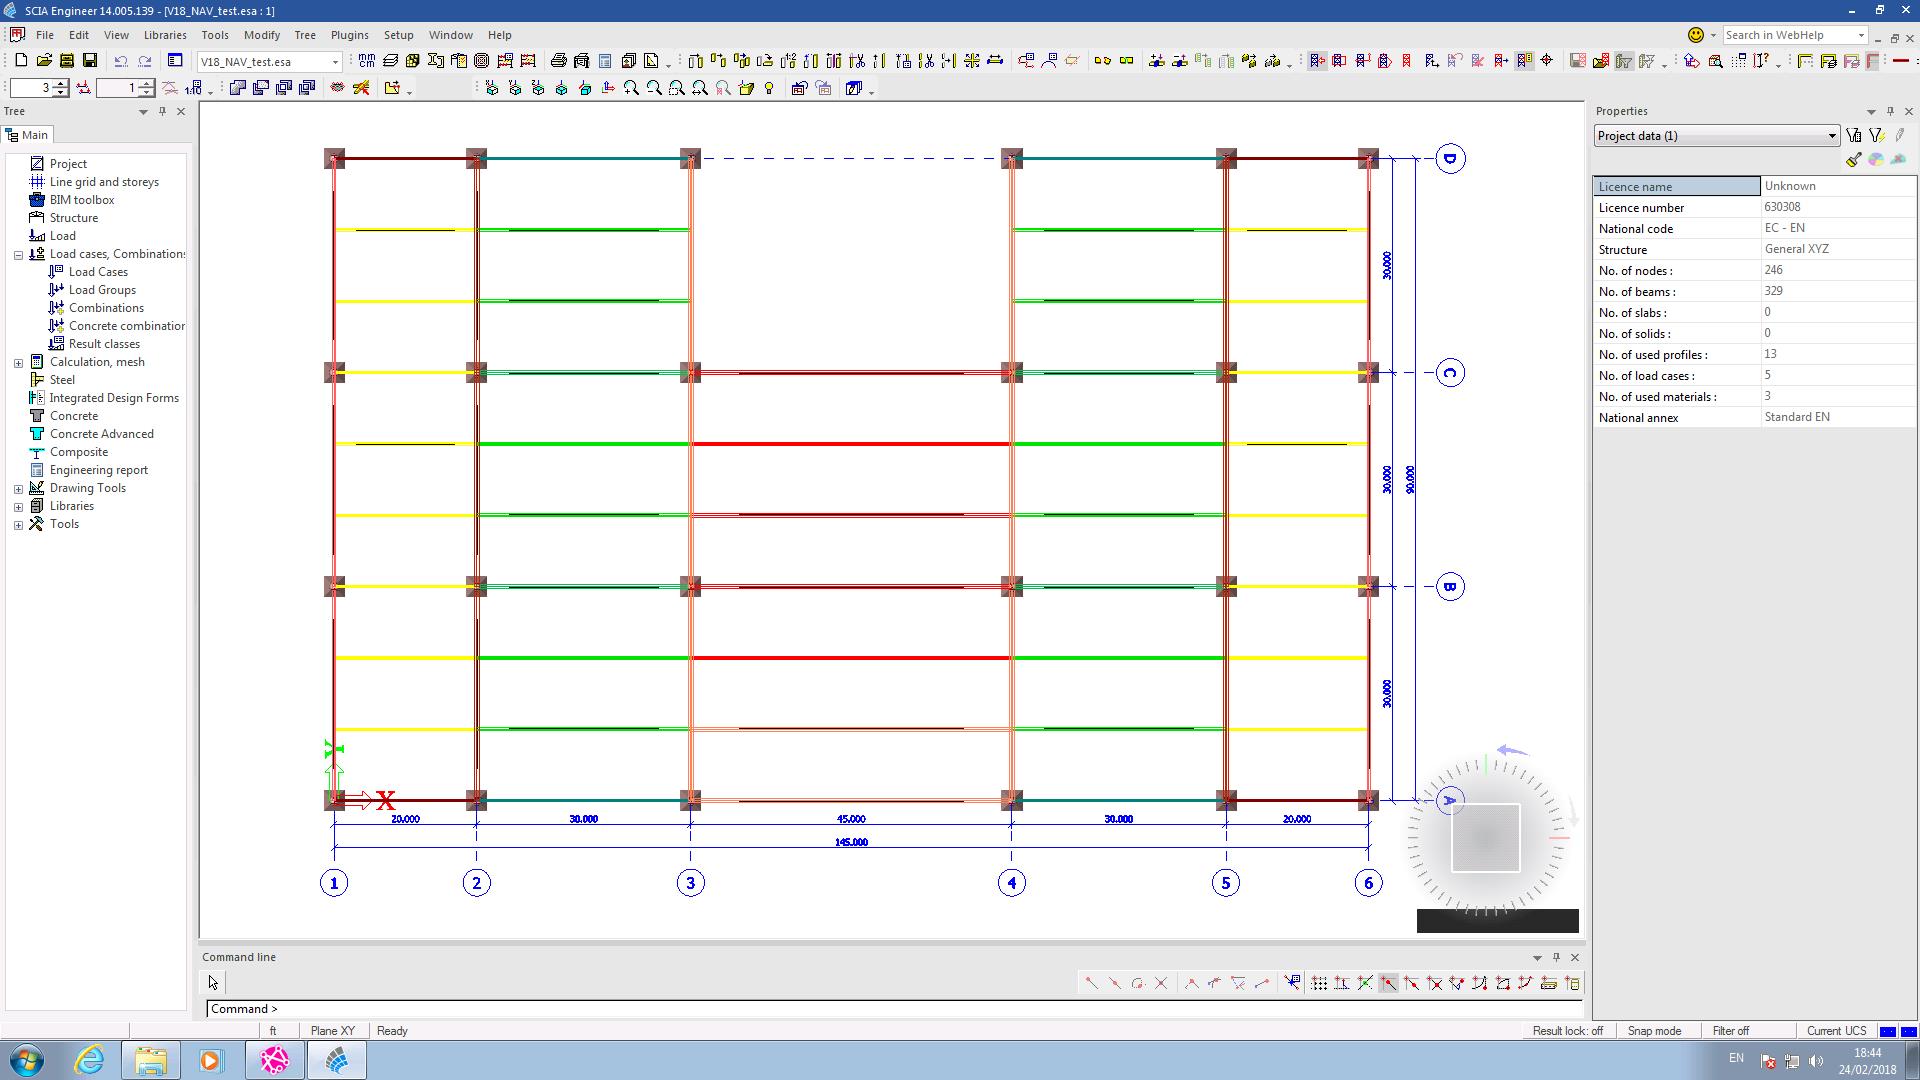 SCIA Engineer 14.005.139 - [V18_NAV_test.esa : 1]
File Edit View Libraries Tools Modify Tree Plugins Setup Window Help
Search in WebHelp
V18_NAV_test.esa
3
1
Tree
Main
Project
Line grid and storeys
BIM toolbox
Structure
Load
Load cases, Combinations
Load Cases
Load Groups
Combinations
Concrete combination
Result classes
Calculation, mesh
Steel
Integrated Design Forms
Concrete
Concrete Advanced
Composite
Engineering report
Drawing Tools
Libraries
Tools
D
30.000
C
30.000
90.000
B
30.000
A
Y
X
20.000 30.000 45.000 30.000 20.000
145.000
1 2 3 4 5 6
Properties
Project data (1)
Licence name Unknown
Licence number 630308
National code EC - EN
Structure General XYZ
No. of nodes : 246
No. of beams : 329
No. of slabs : 0
No. of solids : 0
No. of used profiles : 13
No. of load cases : 5
No. of used materials : 3
National annex Standard EN
Command line
Command >
ft Plane XY Ready
Result lock: off Snap mode Filter off Current UCS
EN
18:44
24/02/2018